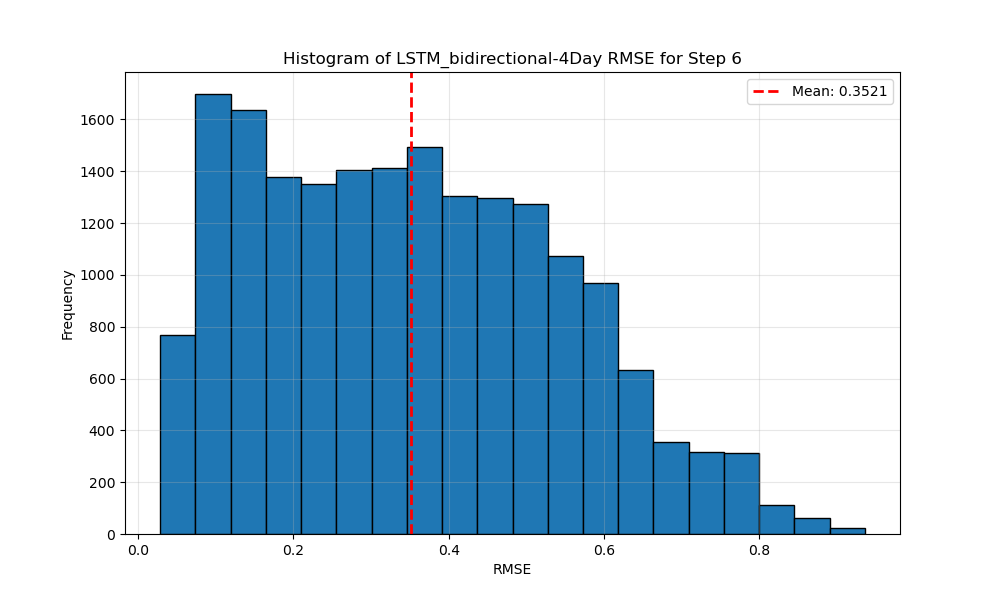 Histogram of LSTM_bidirectional-4Day RMSE for Step 6
Mean: 0.3521
Frequency
1600
1400
1200
1000
800
600
400
200
0
0.0 0.2 0.4 0.6 0.8
RMSE